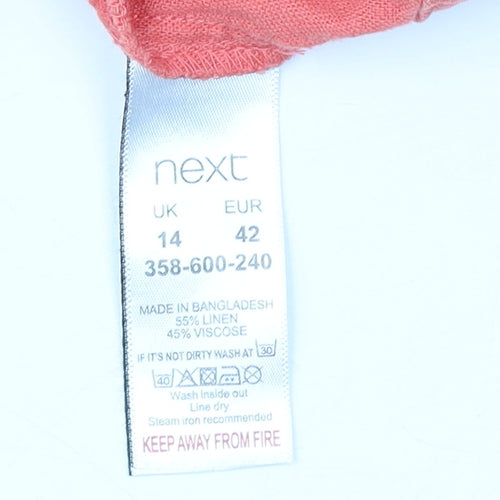 next
UK EUR
14 42
358-600-240
MADE IN BANGLADESH
55% LINEN
45% VISCOSE
IF IT'S NOT DIRTY WASH AT 30
40
Wash inside out
Line dry
Steam iron recommended
KEEP AWAY FROM FIRE